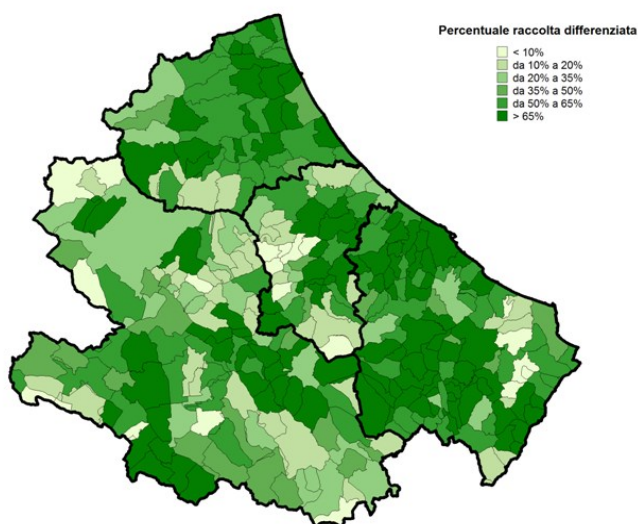 Percentuale raccolta differenziata
< 10%
da 10% a 20%
da 20% a 35%
da 35% a 50%
da 50% a 65%
> 65%